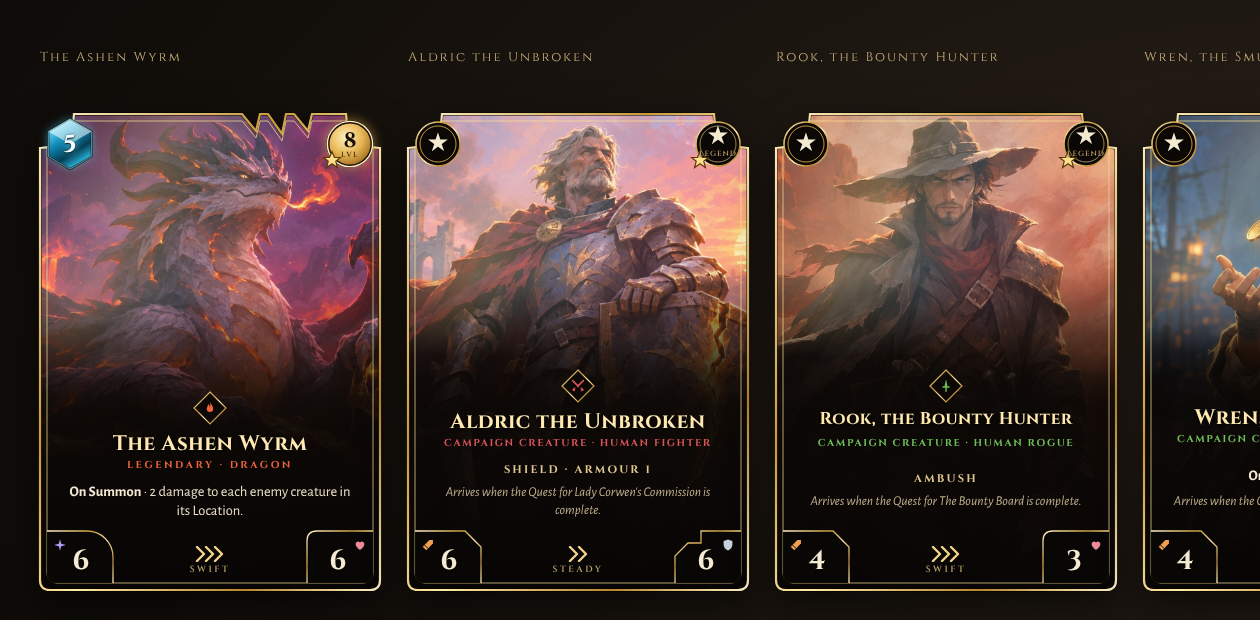 The Ashen Wyrm
Aldric the Unbroken
Rook, the Bounty Hunter
Wren, the Smu
5
8
LVL
The Ashen Wyrm
LEGENDARY · DRAGON
On Summon · 2 damage to each enemy creature in
its Location.
6
SWIFT
6
LEGEND
Aldric the Unbroken
CAMPAIGN CREATURE · HUMAN FIGHTER
SHIELD · ARMOUR 1
Arrives when the Quest for Lady Corwen's Commission is
complete.
6
STEADY
6
LEGEND
Rook, the Bounty Hunter
CAMPAIGN CREATURE · HUMAN ROGUE
AMBUSH
Arrives when the Quest for The Bounty Board is complete.
4
SWIFT
3
Wren,
CAMPAIGN C
On
Arrives when the
4